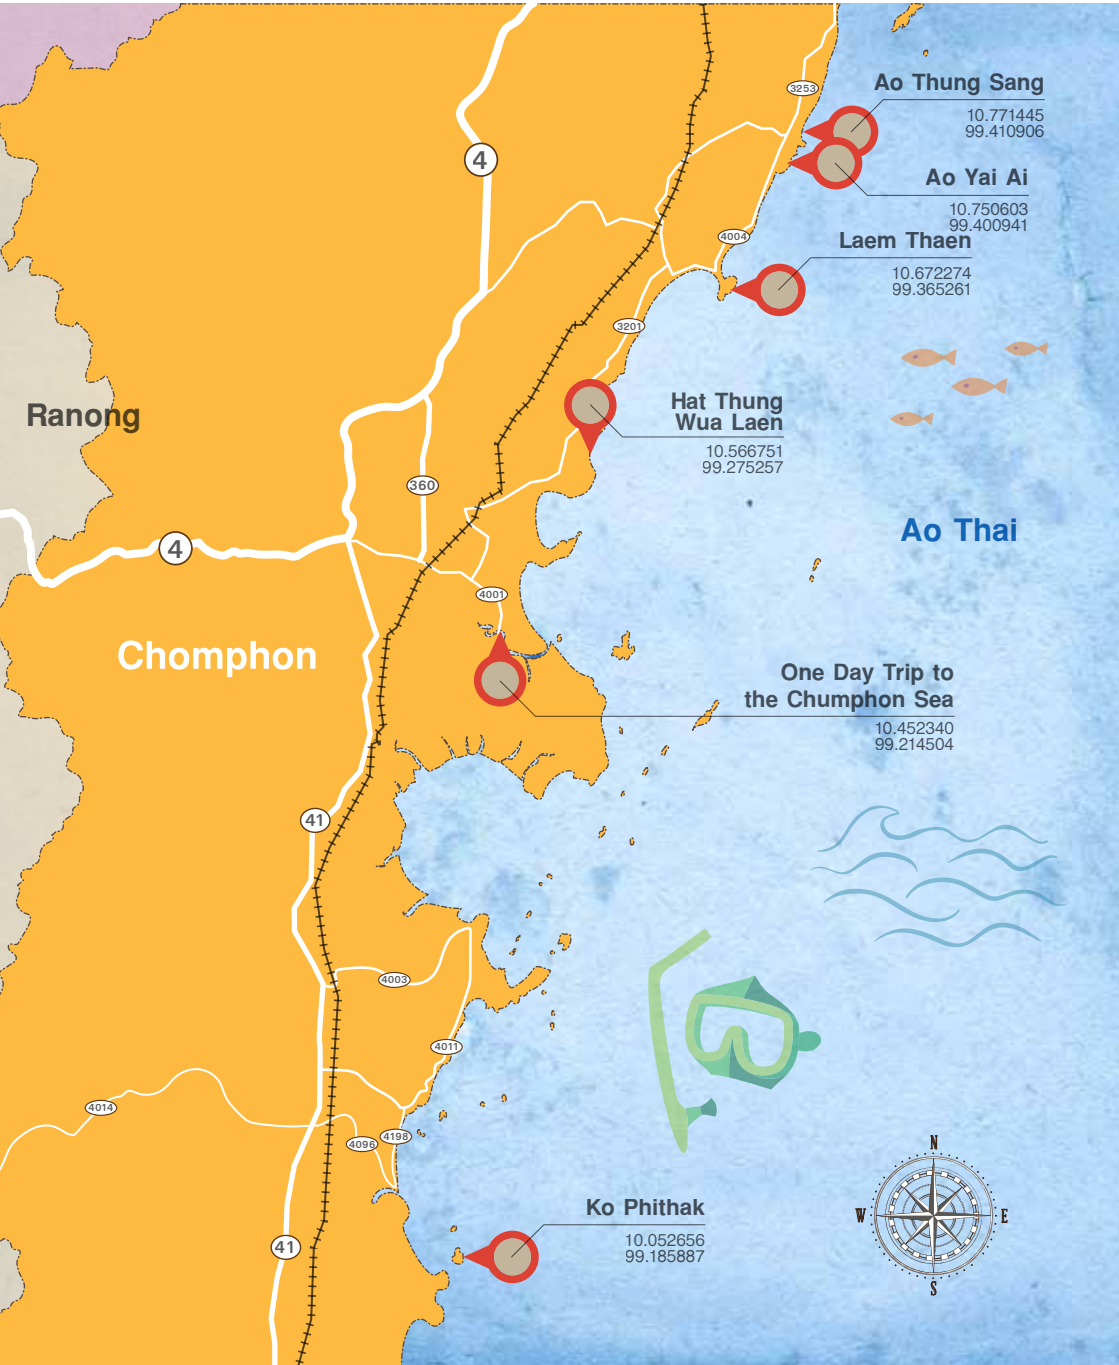 3253
Ao Thung Sang
10.771445
99.410906
4
Ao Yai Ai
10.750603
99.400941
4004
Laem Thaen
10.672274
99.365261
3201
Ranong
Hat Thung
Wua Laen
10.566751
99.275257
360
Ao Thai
4
4001
Chomphon
One Day Trip to
the Chumphon Sea
10.452340
99.214504
41
4003
4011
4014
4096
4198
N
W
E
S
Ko Phithak
10.052656
99.185887
41